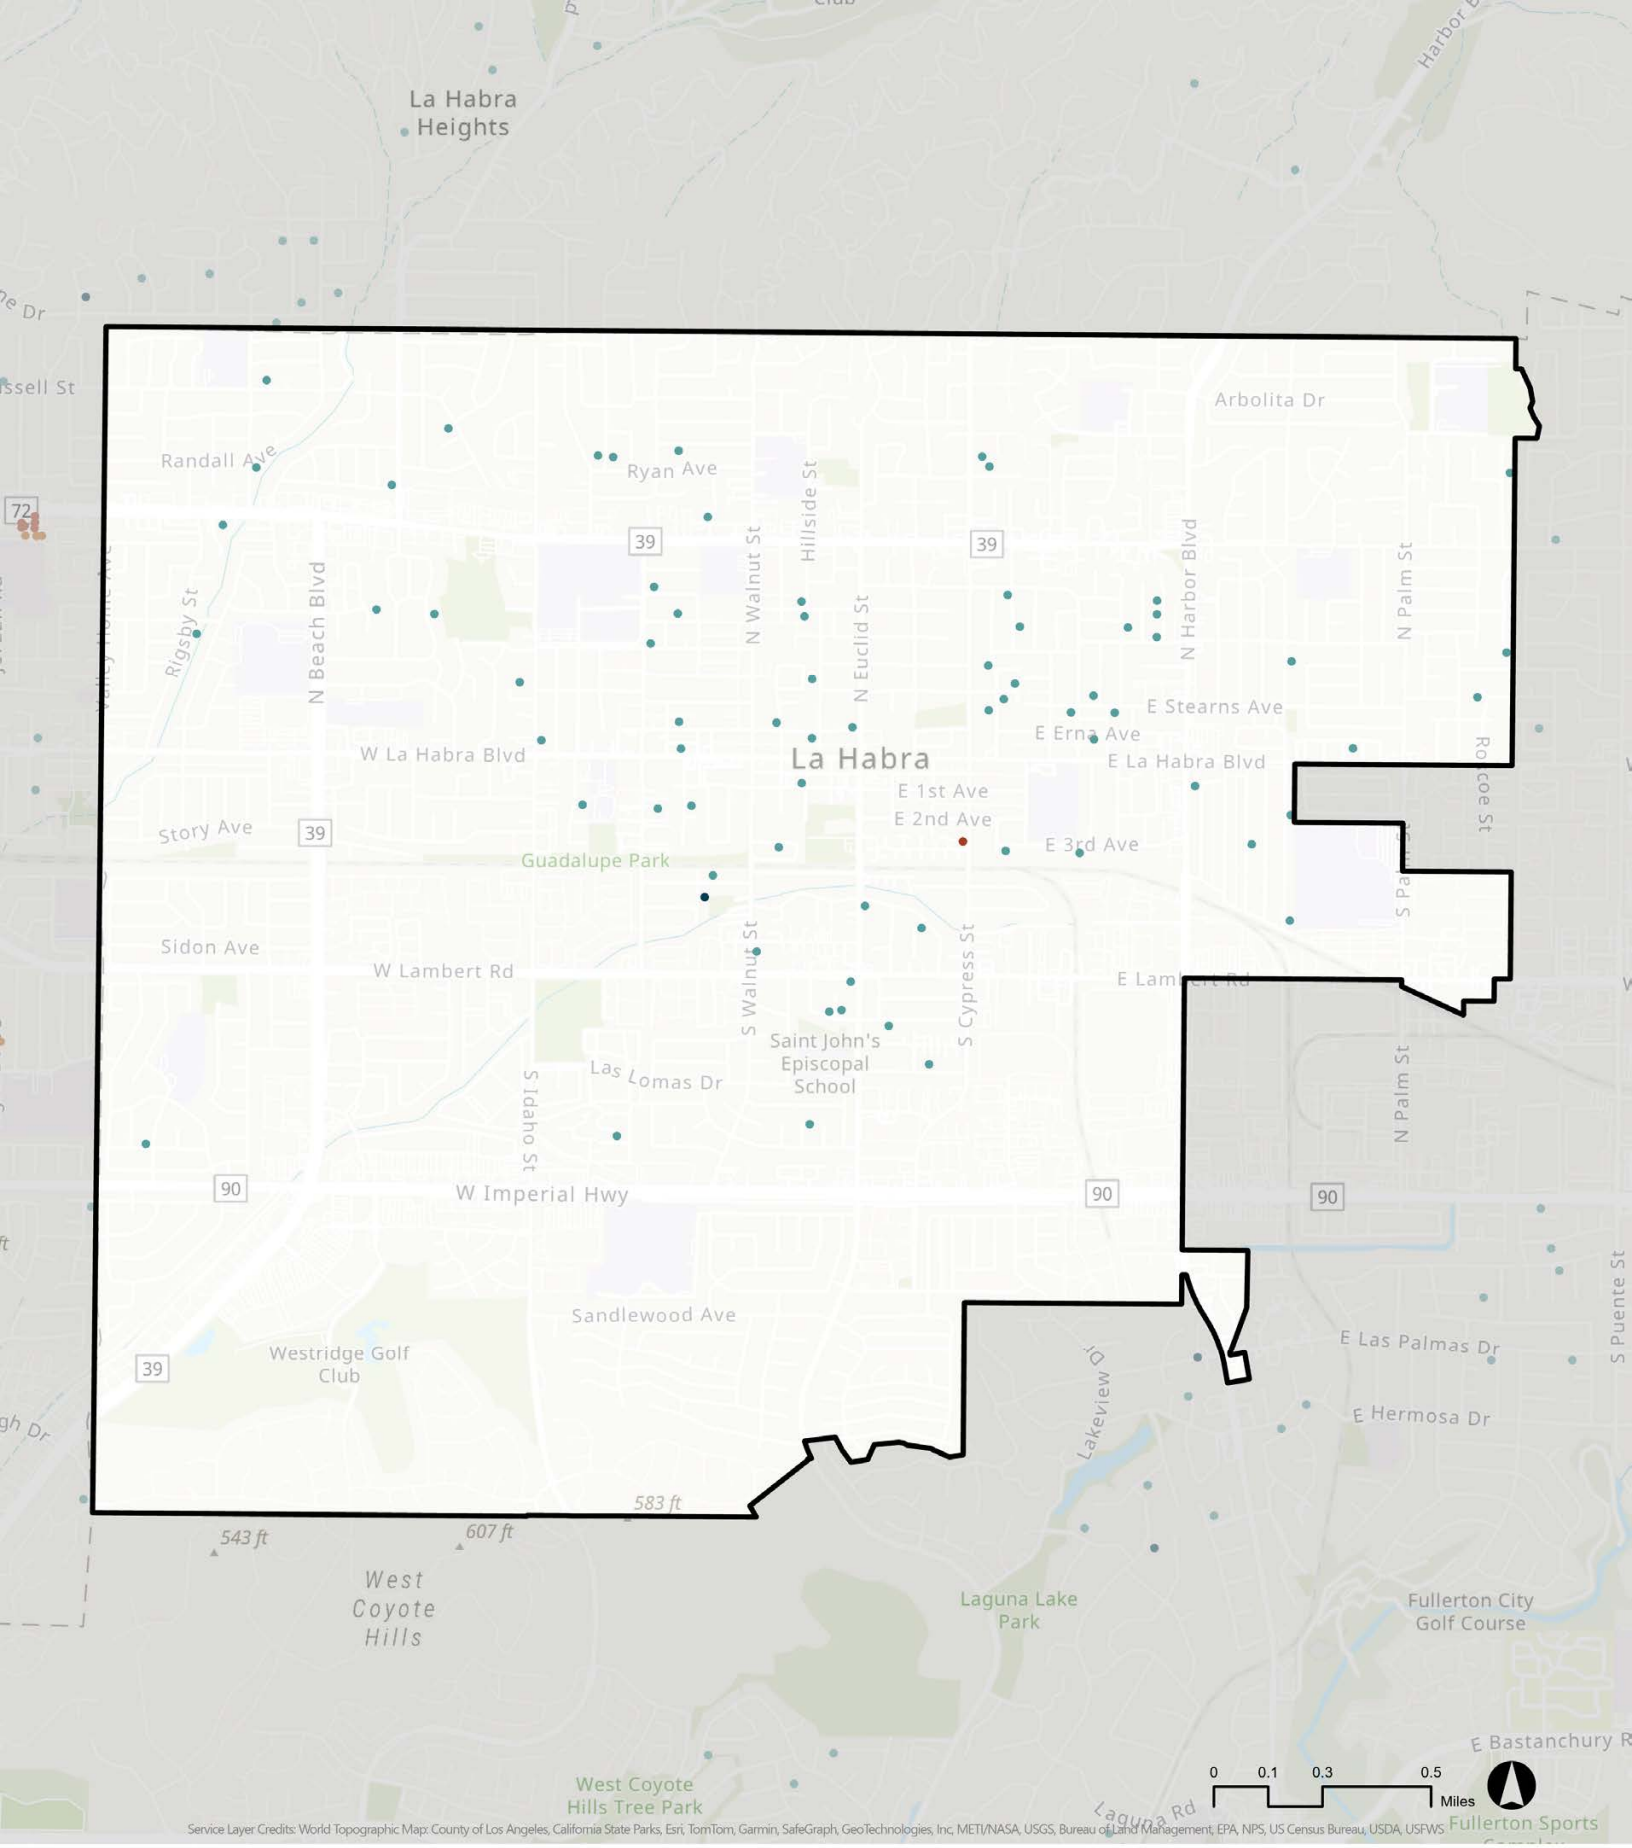 Club
Harbor B
La Habra
Heights
ne Dr
ssell St
Arbolita Dr
Randall Ave
Ryan Ave
72
39
39
Hillside St
N Walnut St
N Harbor Blvd
N Palm St
Valley Home Ave
Rigsby St
N Beach Blvd
N Euclid St
E Stearns Ave
E Erna Ave
W La Habra Blvd
La Habra
E La Habra Blvd
Roscoe St
E 1st Ave
E 2nd Ave
Story Ave
39
E 3rd Ave
Guadalupe Park
Sidon Ave
W Lambert Rd
E Lambert Rd
S Walnut St
S Cypress St
Saint John's
Episcopal
School
Las Lomas Dr
S Idaho St
N Palm St
90
W Imperial Hwy
90
90
ft
S Puente St
Sandlewood Ave
E Las Palmas Dr
Westridge Golf
Club
39
Lakeview Dr
gh Dr
E Hermosa Dr
583 ft
543 ft
607 ft
West
Coyote
Hills
Laguna Lake
Park
Fullerton City
Golf Course
E Bastanchury R
0 0.1 0.3 0.5
Miles
West Coyote
Hills Tree Park
Laguna Rd
Fullerton Sports
Service Layer Credits: World Topographic Map: County of Los Angeles, California State Parks, Esri, TomTom, Garmin, SafeGraph, GeoTechnologies, Inc, METI/NASA, USGS, Bureau of Land Management, EPA, NPS, US Census Bureau, USDA, USFWS
Complex